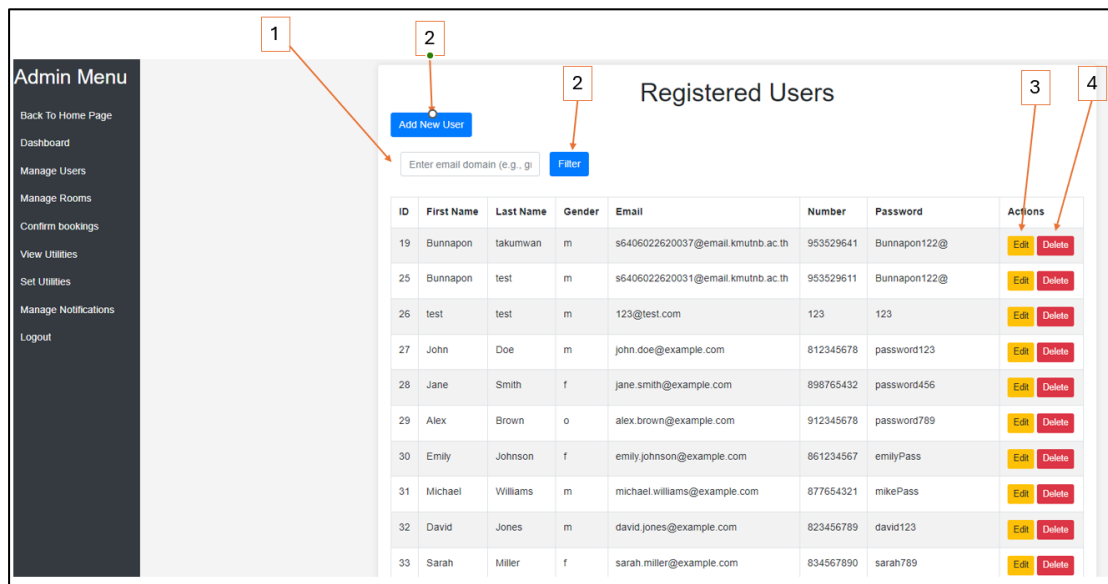 1
2
2
3
4
Admin Menu
Back To Home Page
Dashboard
Manage Users
Manage Rooms
Confirm bookings
View Utilities
Set Utilities
Manage Notifications
Logout
Registered Users
Add New User
Enter email domain (e.g., g Filter
ID First Name Last Name Gender Email Number Password Actions
19 Bunnapon takumwan m s6406022620037@email.kmutnb.ac.th 953529641 Bunnapon122@ Edit Delete
25 Bunnapon test m s6406022620031@email.kmutnb.ac.th 953529611 Bunnapon122@ Edit Delete
26 test test m 123@test.com 123 123 Edit Delete
27 John Doe m john.doe@example.com 812345678 password123 Edit Delete
28 Jane Smith f jane.smith@example.com 898765432 password456 Edit Delete
29 Alex Brown o alex.brown@example.com 912345678 password789 Edit Delete
30 Emily Johnson f emily.johnson@example.com 861234567 emilyPass Edit Delete
31 Michael Williams m michael.williams@example.com 877654321 mikePass Edit Delete
32 David Jones m david.jones@example.com 823456789 david123 Edit Delete
33 Sarah Miller f sarah.miller@example.com 834567890 sarah789 Edit Delete